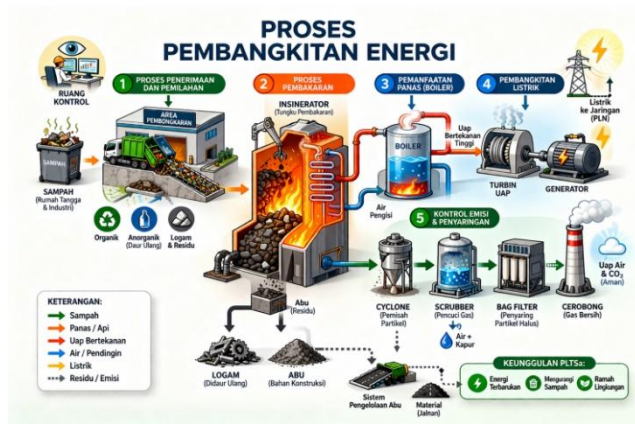 PROSES
PEMBANGKITAN ENERGI
RUANG
KONTROL
1 PROSES PENERIMAAN
DAN PEMILAHAN
2 PROSES
PEMBAKARAN
3 PEMANFAATAN
PANAS (BOILER)
4 PEMBANGKITAN
LISTRIK
Listrik
ke Jaringan
(PLN)
AREA
PEMBONGKARAN
INSINERATOR
(Tungku Pembakaran)
BOILER
Uap
Bertekanan
Tinggi
SAMPAH
SAMPAH
(Rumah Tangga
& Industri)
Air
Pengisi
TURBIN
UAP
GENERATOR
Organik
Anorganik
(Daur Ulang)
Logam
& Residu
5 KONTROL EMISI
& PENYARINGAN
Uap Air
& CO₂
(Aman)
KETERANGAN:
Sampah
Panas / Api
Uap Bertekanan
Air / Pendingin
Listrik
Residu / Emisi
Abu
(Residu)
CYCLONE
(Pemisah
Partikel)
SCRUBBER
(Pencuci Gas)
BAG FILTER
(Penyaring
Partikel Halus)
CEROBONG
(Gas Bersih)
Air +
Kapur
LOGAM
(Didaur Ulang)
ABU
(Bahan Konstruksi)
Sistem
Pengelolaan Abu
Material
(Jalnan)
KEUNGGULAN PLTSa:
Energi
Terbarukan
Mengurangi
Sampah
Ramah
Lingkungan